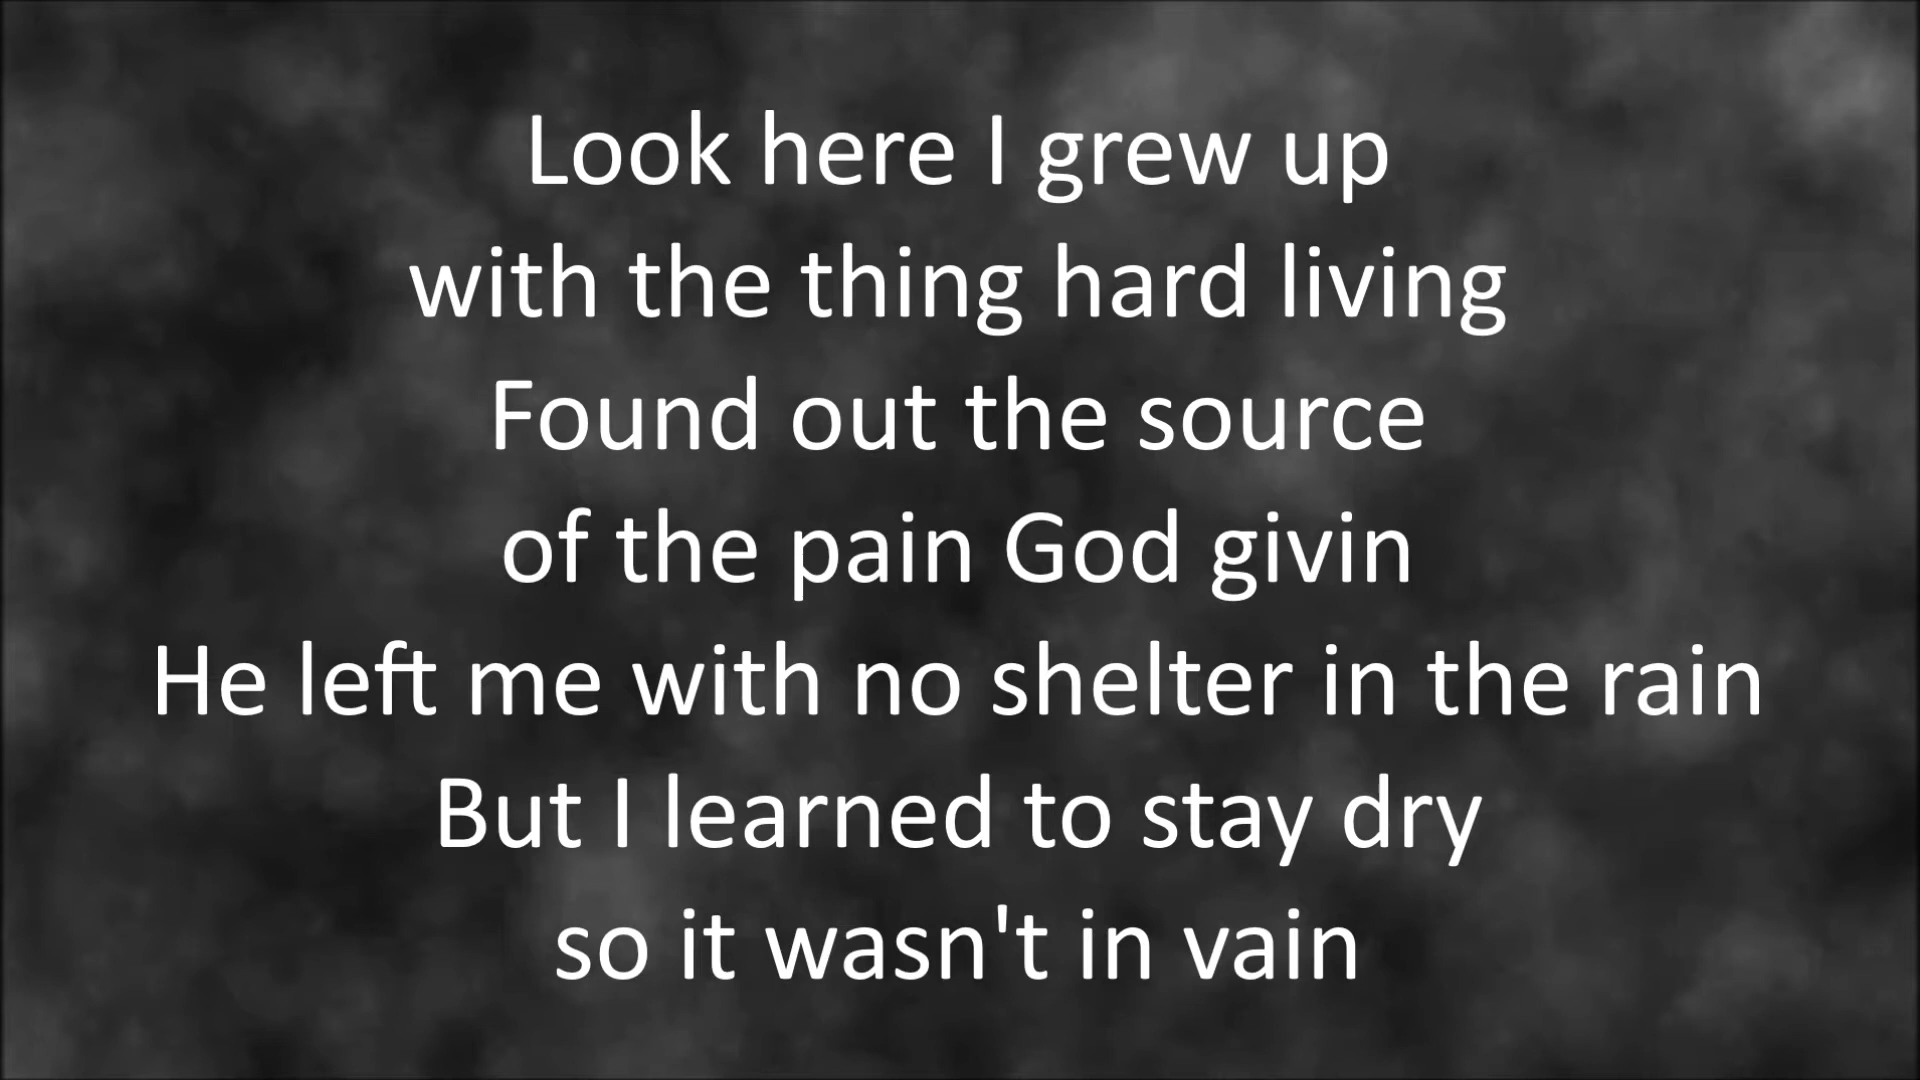 Look here I grew up
with the thing hard living
Found out the source
of the pain God givin
He left me with no shelter in the rain
But I learned to stay dry
so it wasn't in vain